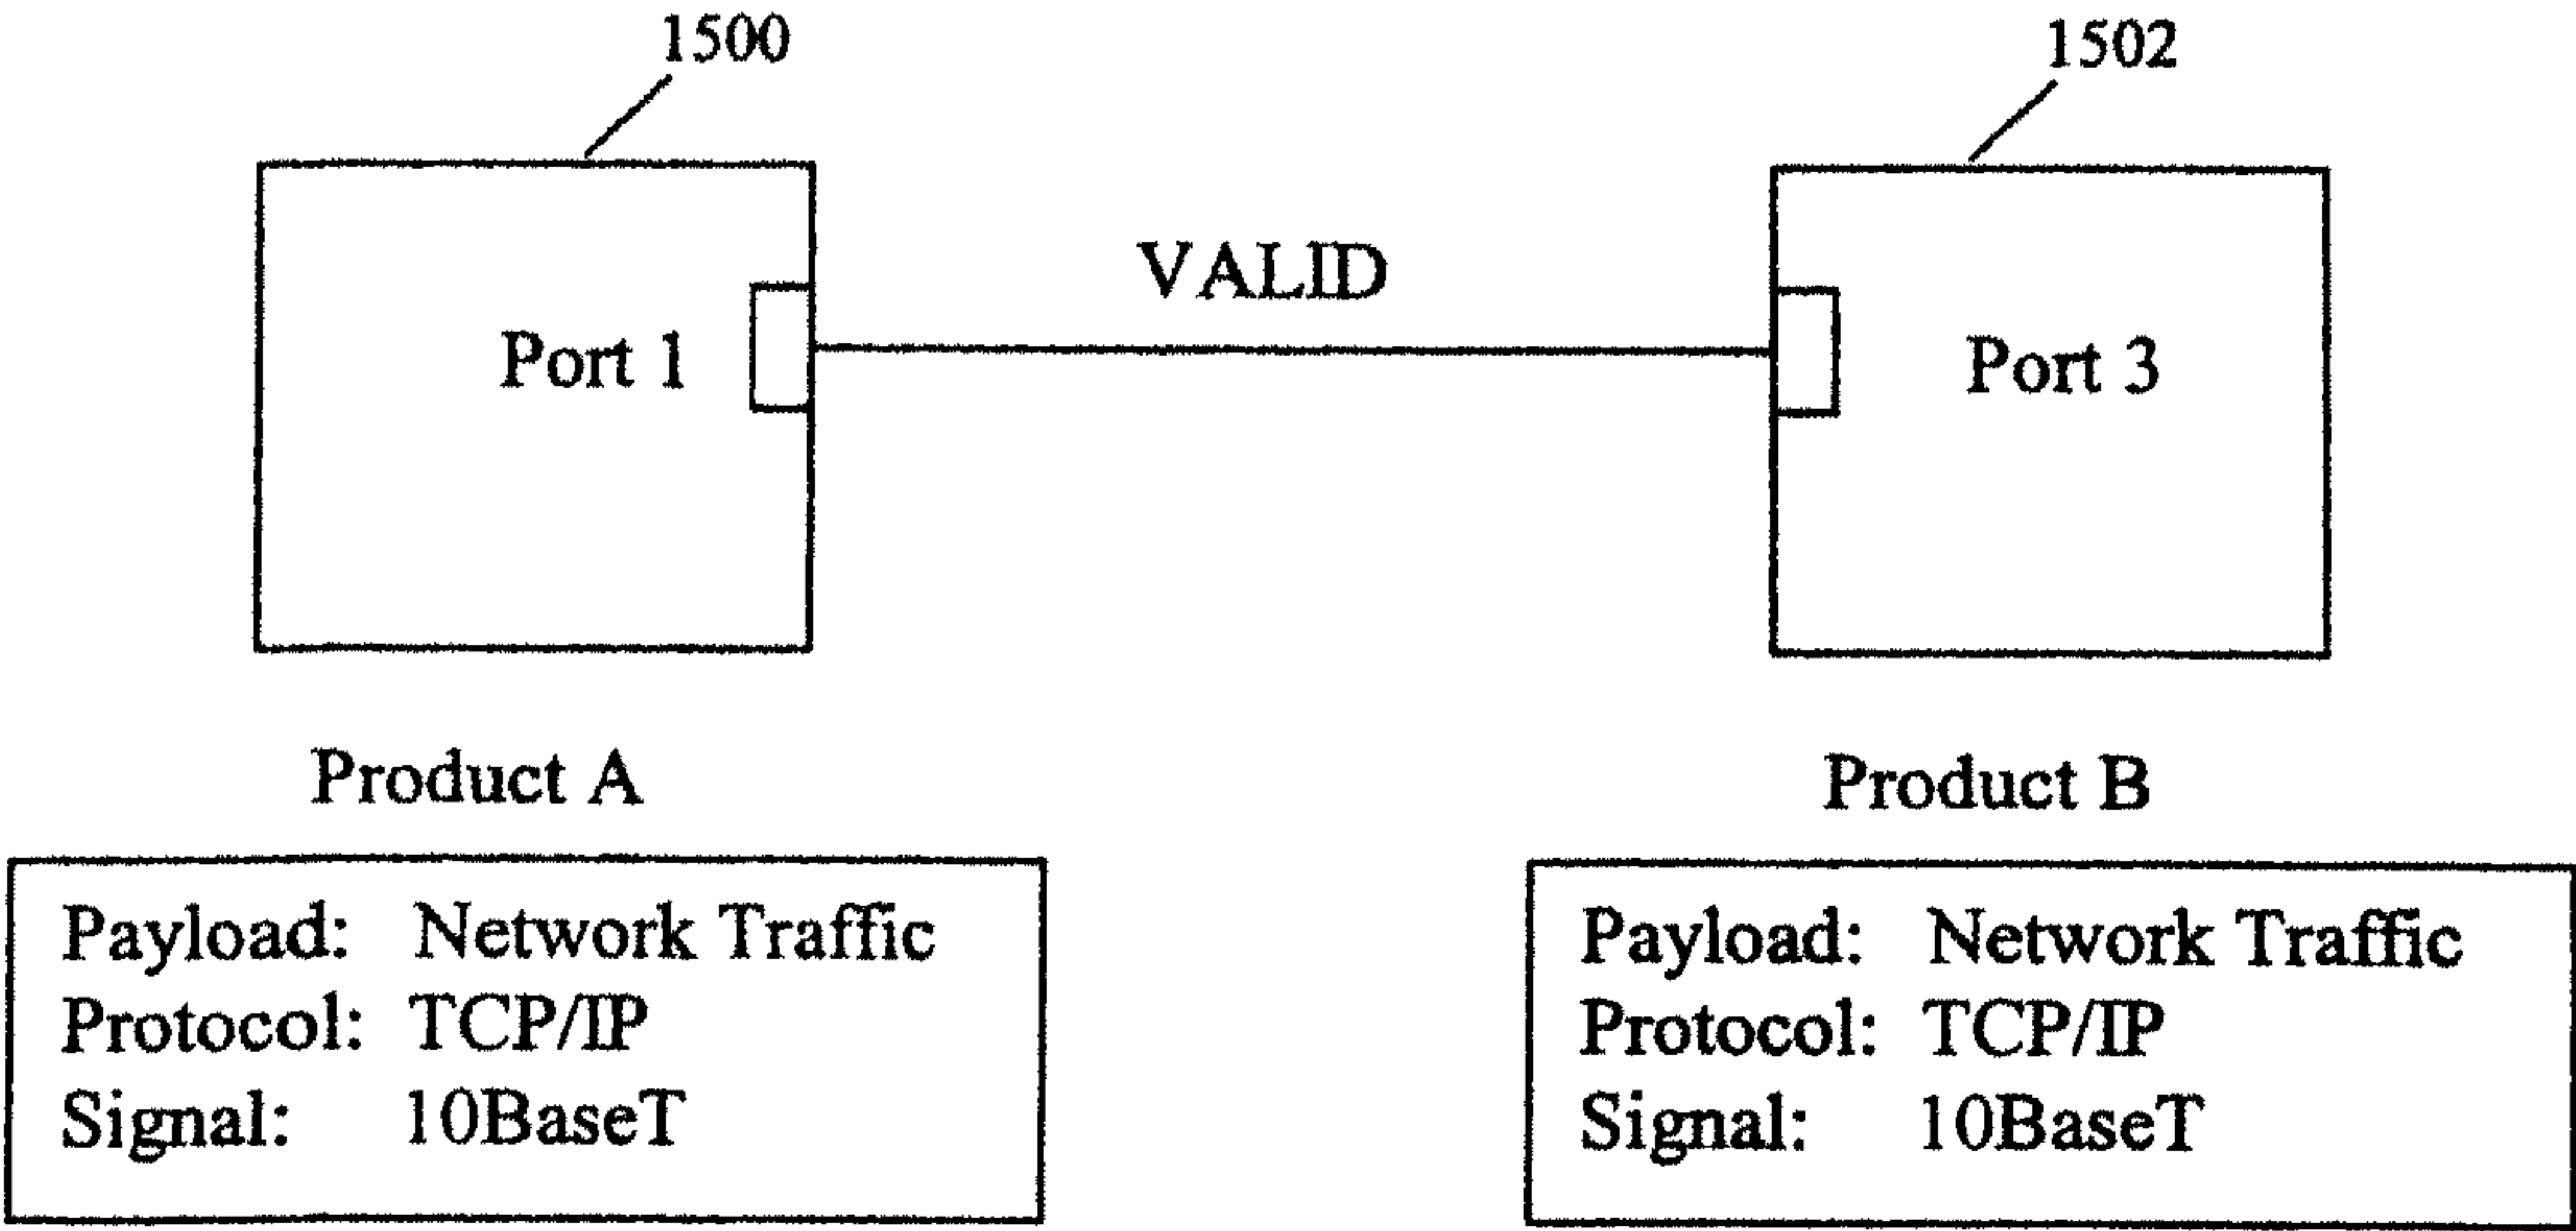 1500
1502
VALID
Port 1
Port 3
Product A
Product B
Payload: Network Traffic
Protocol: TCP/IP
Signal: 10BaseT
Payload: Network Traffic
Protocol: TCP/IP
Signal: 10BaseT